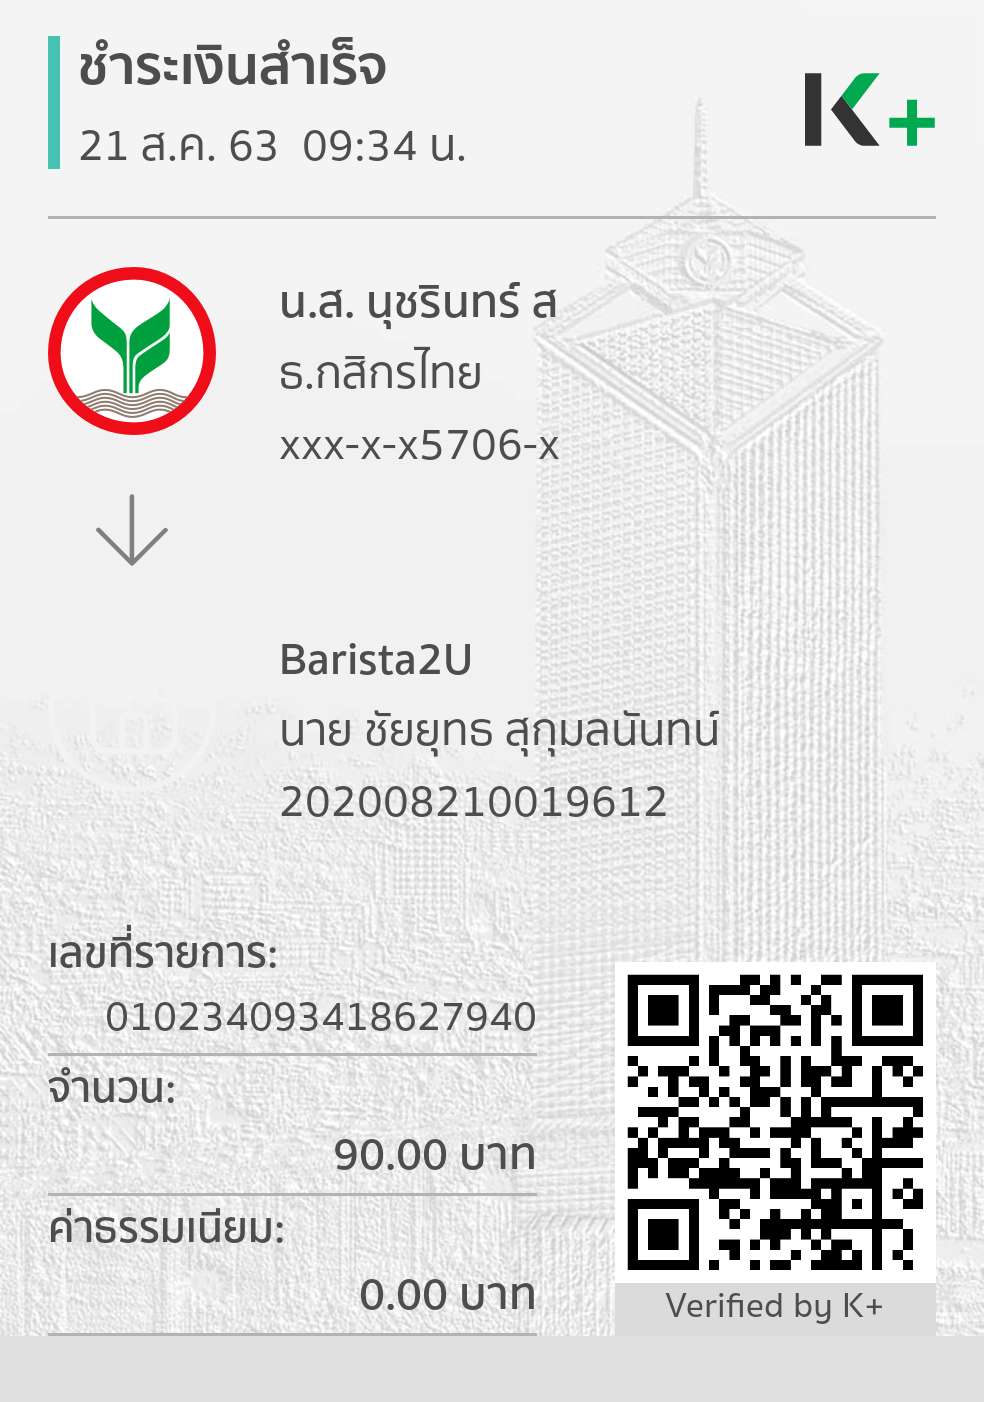 ชำระเงินสำเร็จ
21 ส.ค. 63 09:34 น.
K+
น.ส. นุชรินทร์ ส
ธ.กสิกรไทย
xxx-x-x5706-x
Barista2U
นาย ชัยยุทธ สุกุมลนันทน์
202008210019612
เลขที่รายการ:
010234093418627940
จำนวน:
90.00 บาท
ค่าธรรมเนียม:
0.00 บาท
Verified by K+